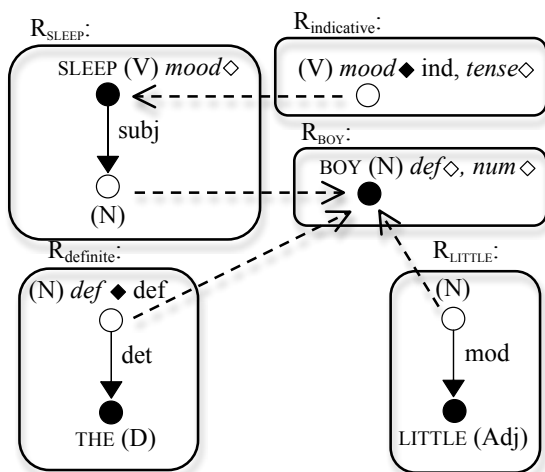 R_SLEEP:
SLEEP (V) mood◇
subj
(N)
R_indicative:
(V) mood◆ ind, tense◇
R_BOY:
BOY (N) def◇, num ◇
R_definite:
(N) def ◆ def
det
THE (D)
R_LITTLE:
(N)
mod
LITTLE (Adj)